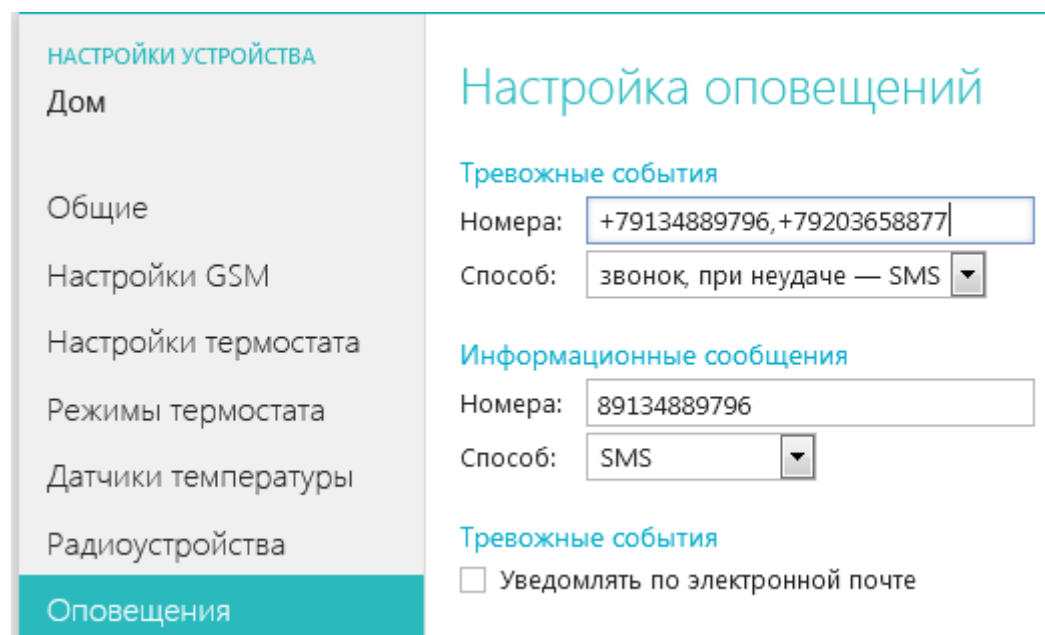 НАСТРОЙКИ УСТРОЙСТВА
Дом
Общие
Настройки GSM
Настройки термостата
Режимы термостата
Датчики температуры
Радиоустройства
Оповещения
Настройка оповещений
Тревожные события
Номера: +79134889796,+79203658877
Способ: звонок, при неудаче — SMS
Информационные сообщения
Номера: 89134889796
Способ: SMS
Тревожные события
Уведомлять по электронной почте